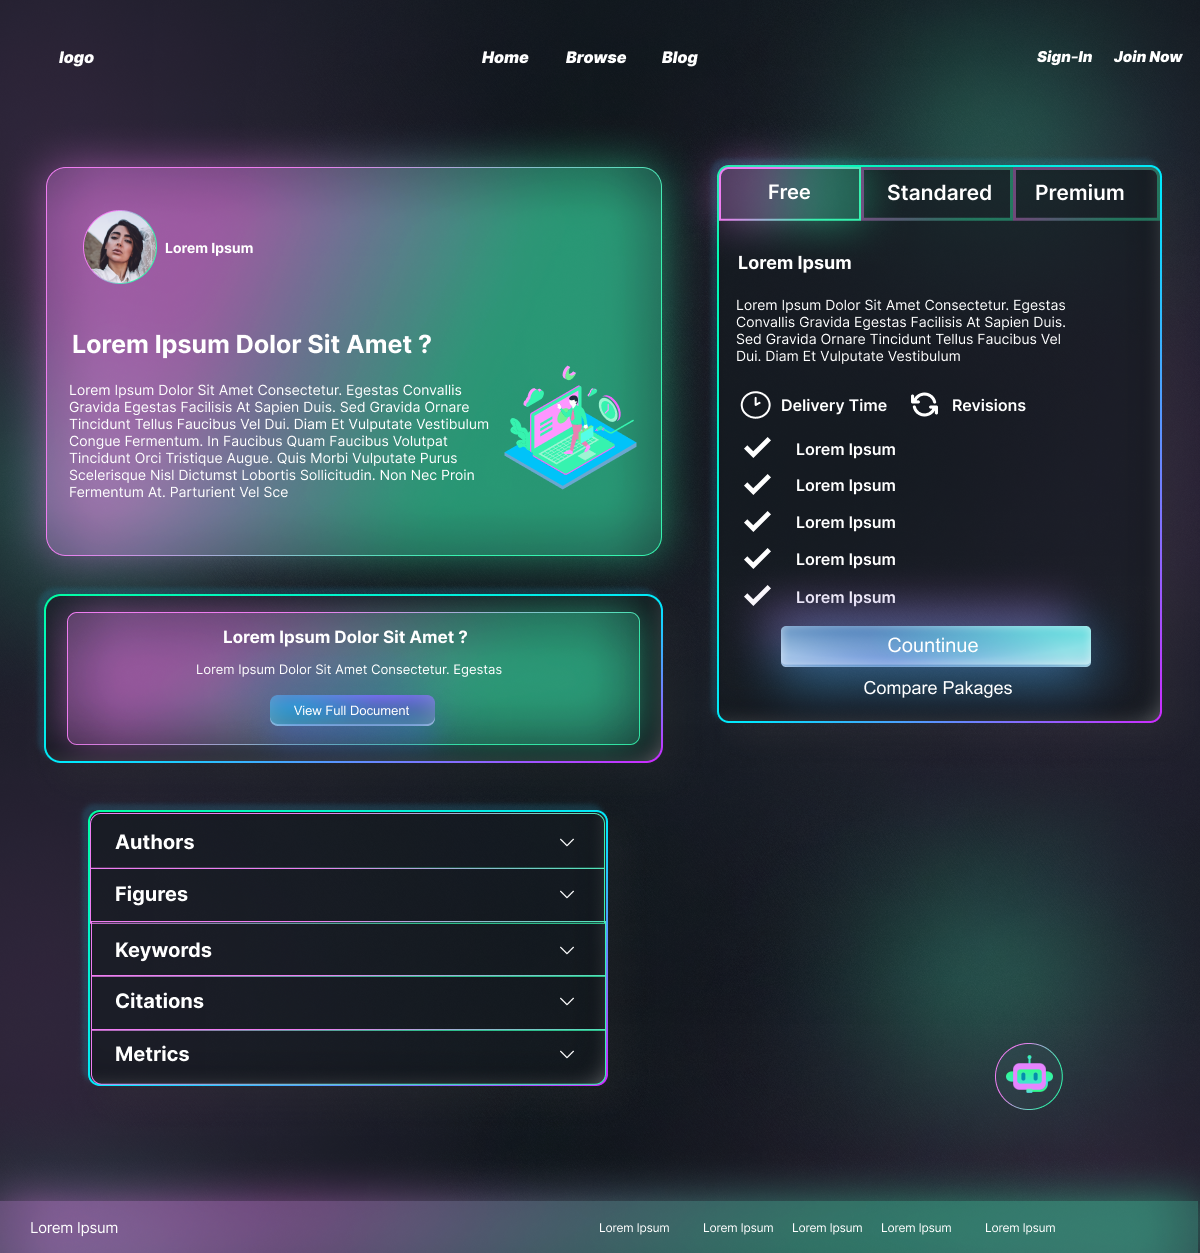 logo
Home Browse Blog
Sign-In Join Now
Lorem Ipsum
Lorem Ipsum Dolor Sit Amet ?
Lorem Ipsum Dolor Sit Amet Consectetur. Egestas Convallis
Gravida Egestas Facilisis At Sapien Duis. Sed Gravida Ornare
Tincidunt Tellus Faucibus Vel Dui. Diam Et Vulputate Vestibulum
Congue Fermentum. In Faucibus Quam Faucibus Volutpat
Tincidunt Orci Tristique Augue. Quis Morbi Vulputate Purus
Scelerisque Nisl Dictumst Lobortis Sollicitudin. Non Nec Proin
Fermentum At. Parturient Vel Sce
Lorem Ipsum Dolor Sit Amet ?
Lorem Ipsum Dolor Sit Amet Consectetur. Egestas
View Full Document
Authors
Figures
Keywords
Citations
Metrics
Free Standared Premium
Lorem Ipsum
Lorem Ipsum Dolor Sit Amet Consectetur. Egestas
Convallis Gravida Egestas Facilisis At Sapien Duis.
Sed Gravida Ornare Tincidunt Tellus Faucibus Vel
Dui. Diam Et Vulputate Vestibulum
Delivery Time Revisions
Lorem Ipsum
Lorem Ipsum
Lorem Ipsum
Lorem Ipsum
Lorem Ipsum
Countinue
Compare Pakages
Lorem Ipsum
Lorem Ipsum Lorem Ipsum Lorem Ipsum Lorem Ipsum Lorem Ipsum